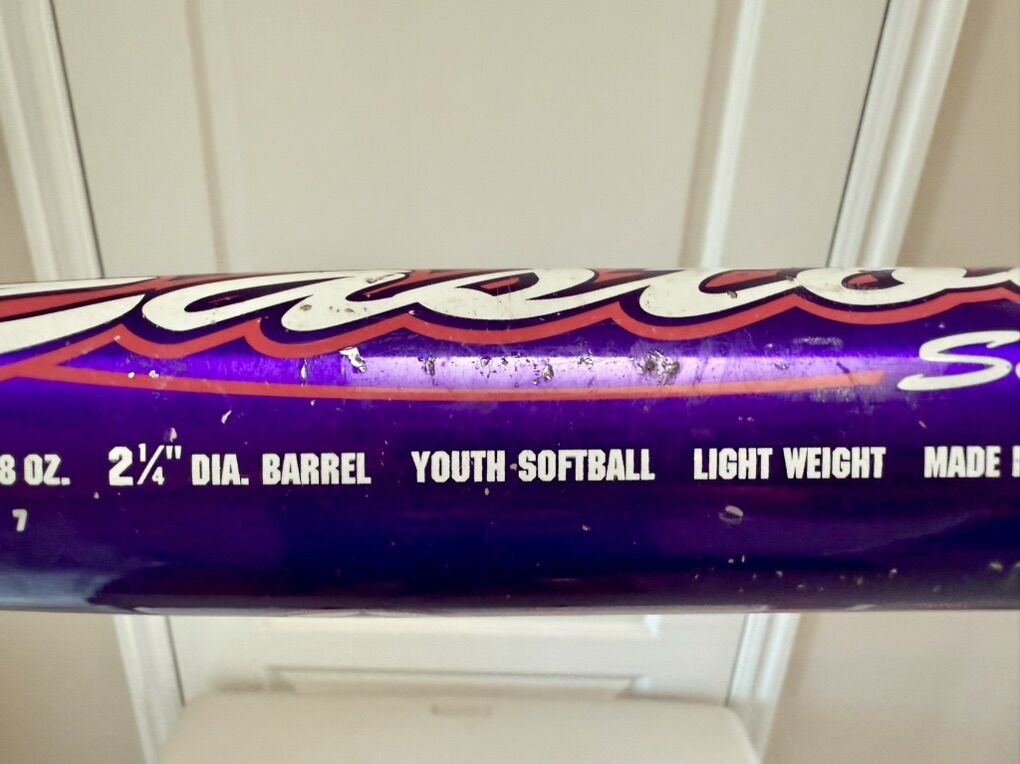 8 OZ. 2¼" DIA. BARREL YOUTH SOFTBALL LIGHT WEIGHT MADE
7